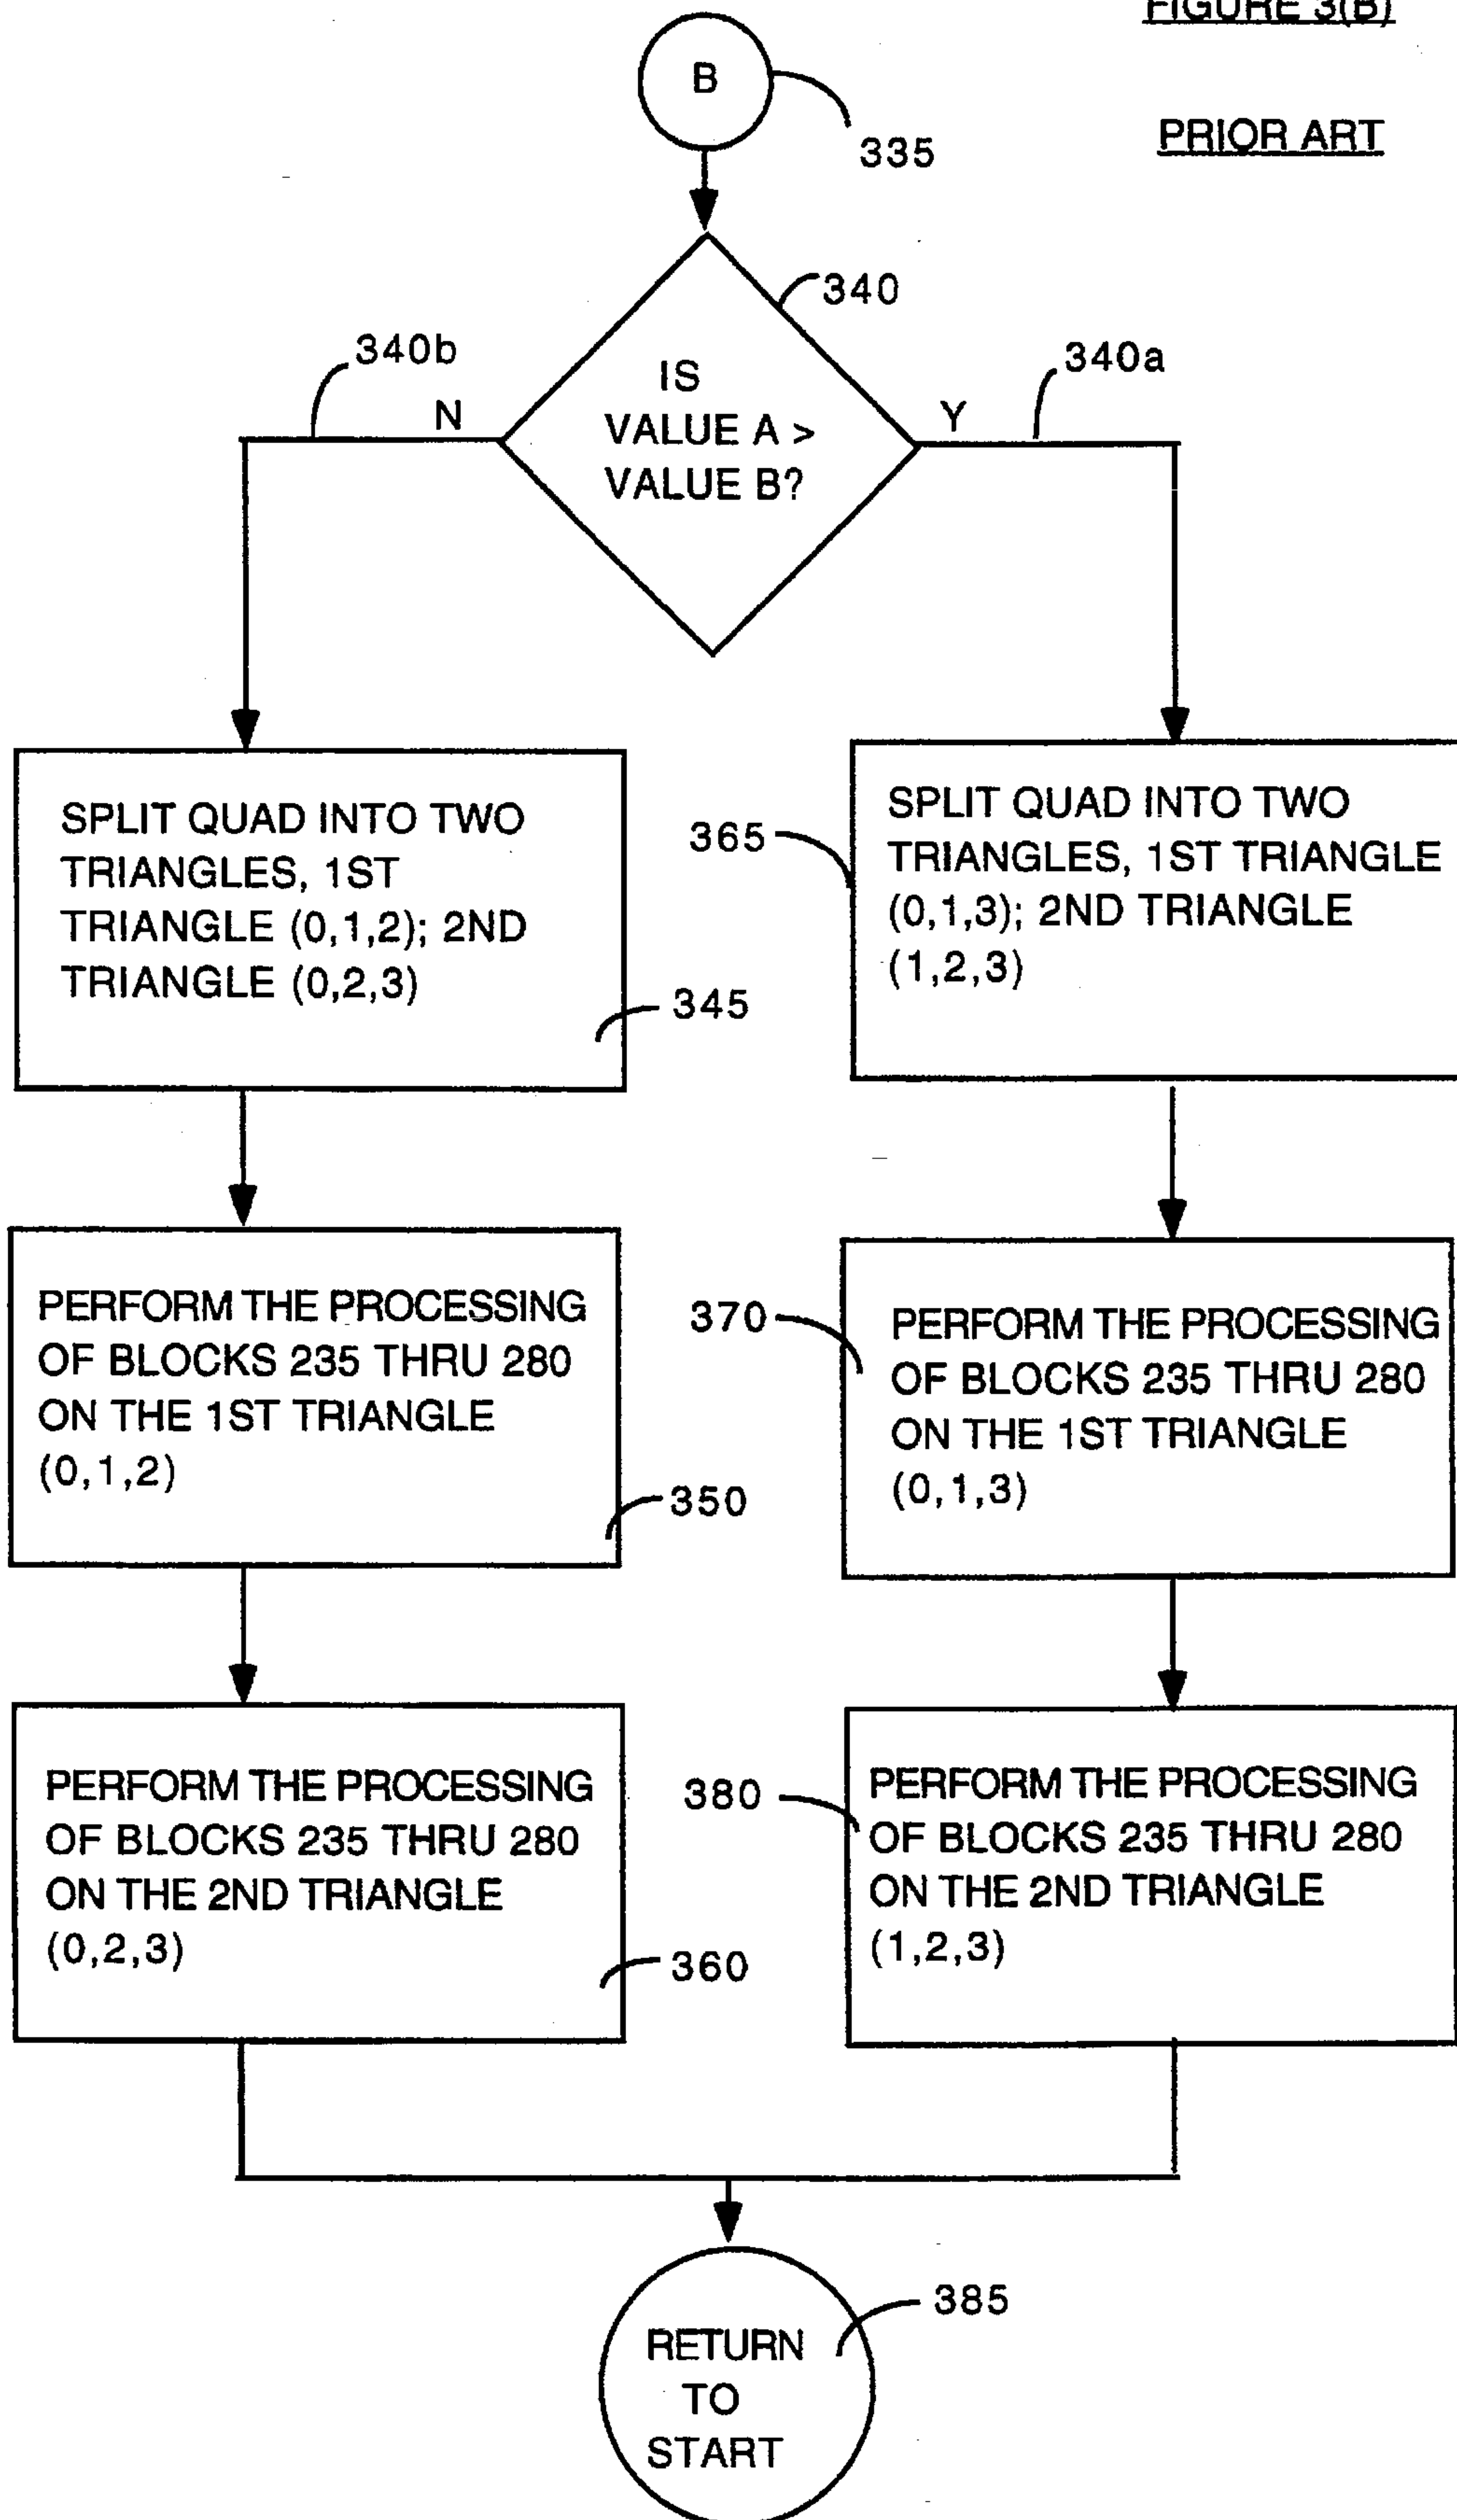 FIGURE 3(B)
PRIOR ART
B
335
340
340b
340a
N
Y
IS
VALUE A >
VALUE B?
SPLIT QUAD INTO TWO
TRIANGLES, 1ST
TRIANGLE (0,1,2); 2ND
TRIANGLE (0,2,3)
345
365
SPLIT QUAD INTO TWO
TRIANGLES, 1ST TRIANGLE
(0,1,3); 2ND TRIANGLE
(1,2,3)
PERFORM THE PROCESSING
OF BLOCKS 235 THRU 280
ON THE 1ST TRIANGLE
(0,1,2)
350
370
PERFORM THE PROCESSING
OF BLOCKS 235 THRU 280
ON THE 1ST TRIANGLE
(0,1,3)
PERFORM THE PROCESSING
OF BLOCKS 235 THRU 280
ON THE 2ND TRIANGLE
(0,2,3)
360
380
PERFORM THE PROCESSING
OF BLOCKS 235 THRU 280
ON THE 2ND TRIANGLE
(1,2,3)
385
RETURN
TO
START